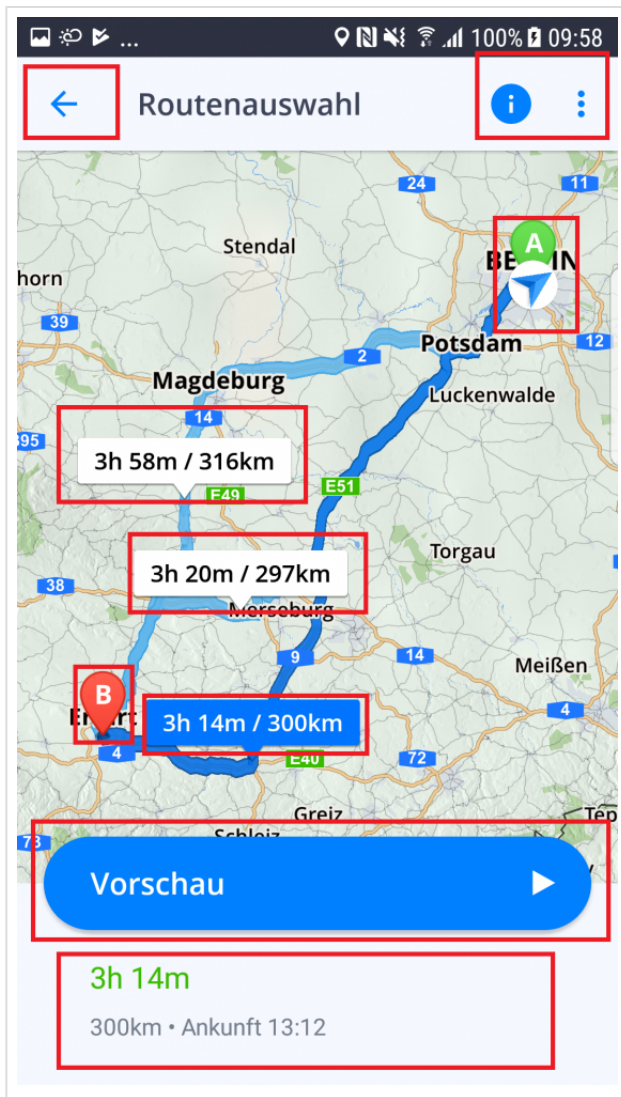 ... 100% 09:58
Routenauswahl
24
11
A
Stendal
horn
39
Potsdam
2
12
Magdeburg
Luckenwalde
14
395
3h 58m / 316km
E49
E51
Torgau
3h 20m / 297km
38
Merseburg
9
14
Meißen
B
4
3h 14m / 300km
4
E40
72
Greiz
Tép
Schleiz
73
Vorschau
3h 14m
300km • Ankunft 13:12